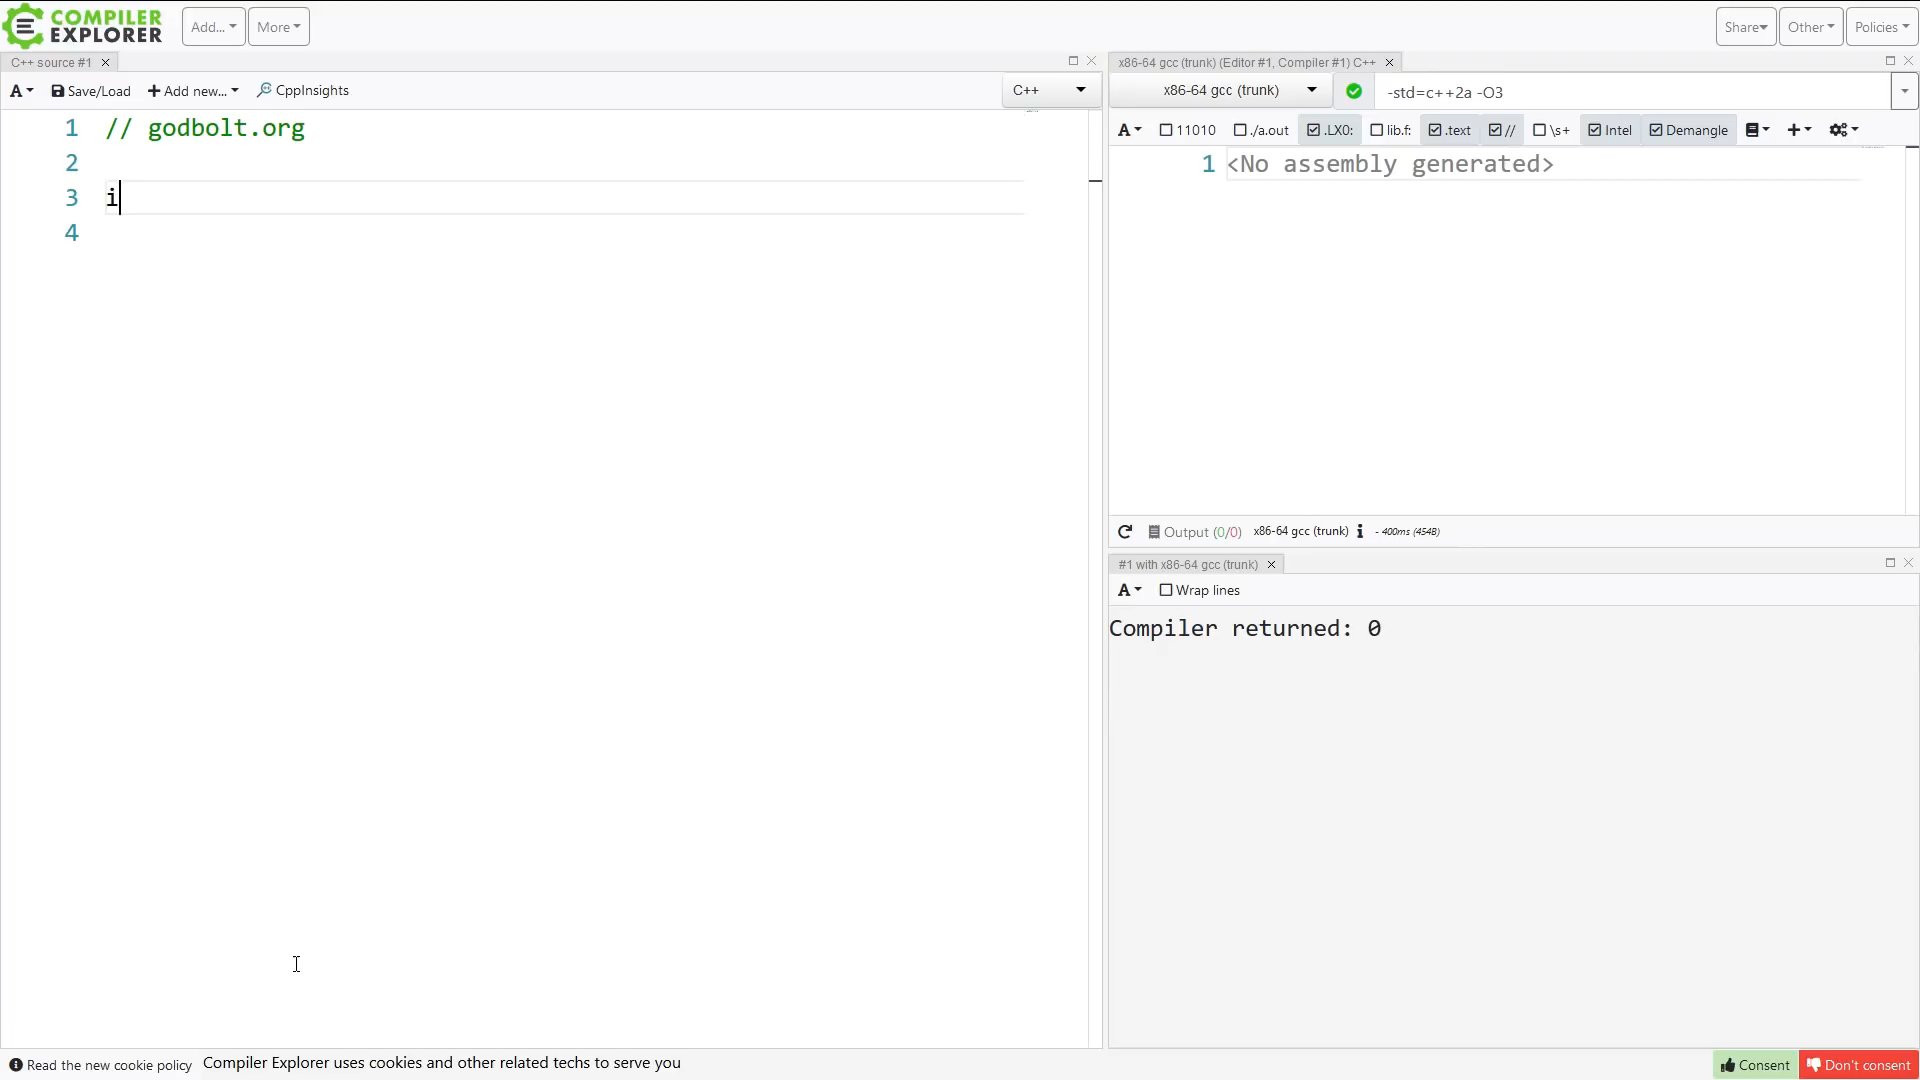 COMPILER
EXPLORER
Add...
More
Share
Other
Policies
C++ source #1
x86-64 gcc (trunk) (Editor #1, Compiler #1) C++
A
Save/Load
Add new...
CppInsights
C++
x86-64 gcc (trunk)
-std=c++2a -O3
A
11010
./a.out
.LX0:
lib.f:
.text
//
\s+
Intel
Demangle
1 // godbolt.org
2
3 i
4
1 <No assembly generated>
Output (0/0) x86-64 gcc (trunk) i - 400ms (454B)
#1 with x86-64 gcc (trunk)
A
Wrap lines
Compiler returned: 0
Read the new cookie policy
Compiler Explorer uses cookies and other related techs to serve you
Consent
Don't consent